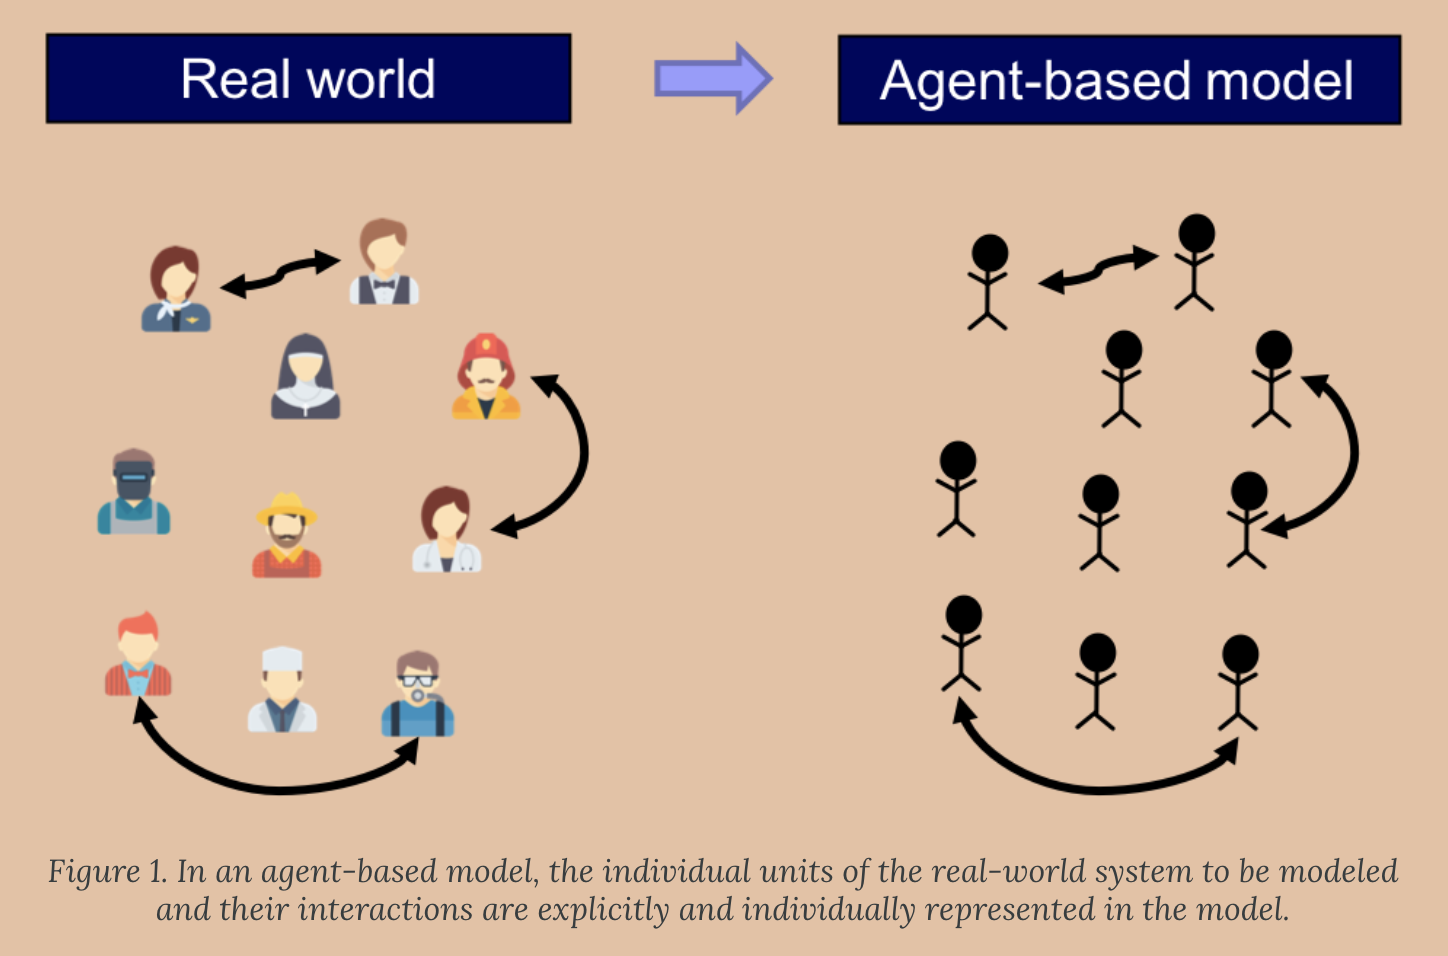 Real world
Agent-based model
Figure 1. In an agent-based model, the individual units of the real-world system to be modeled
and their interactions are explicitly and individually represented in the model.